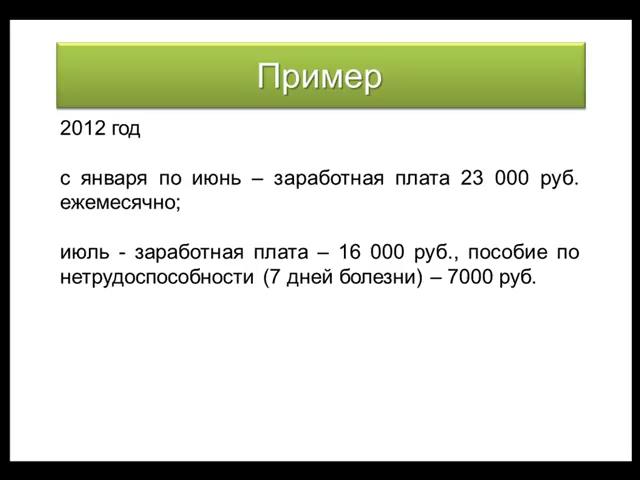 Пример
2012 год
с января по июнь – заработная плата 23 000 руб.
ежемесячно;
июль - заработная плата – 16 000 руб., пособие по
нетрудоспособности (7 дней болезни) – 7000 руб.